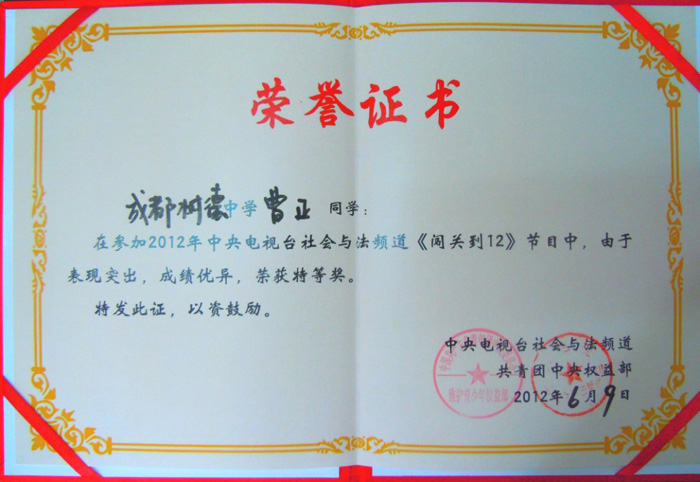 荣誉证书
成都树德中学 曹正 同学：
在参加2012年中央电视台社会与法频道《闯关到12》节目中，由于
表现突出，成绩优异，荣获特等奖。
特发此证，以资鼓励。
中央电视台社会与法频道
共青团中央权益部
2012年6月9日